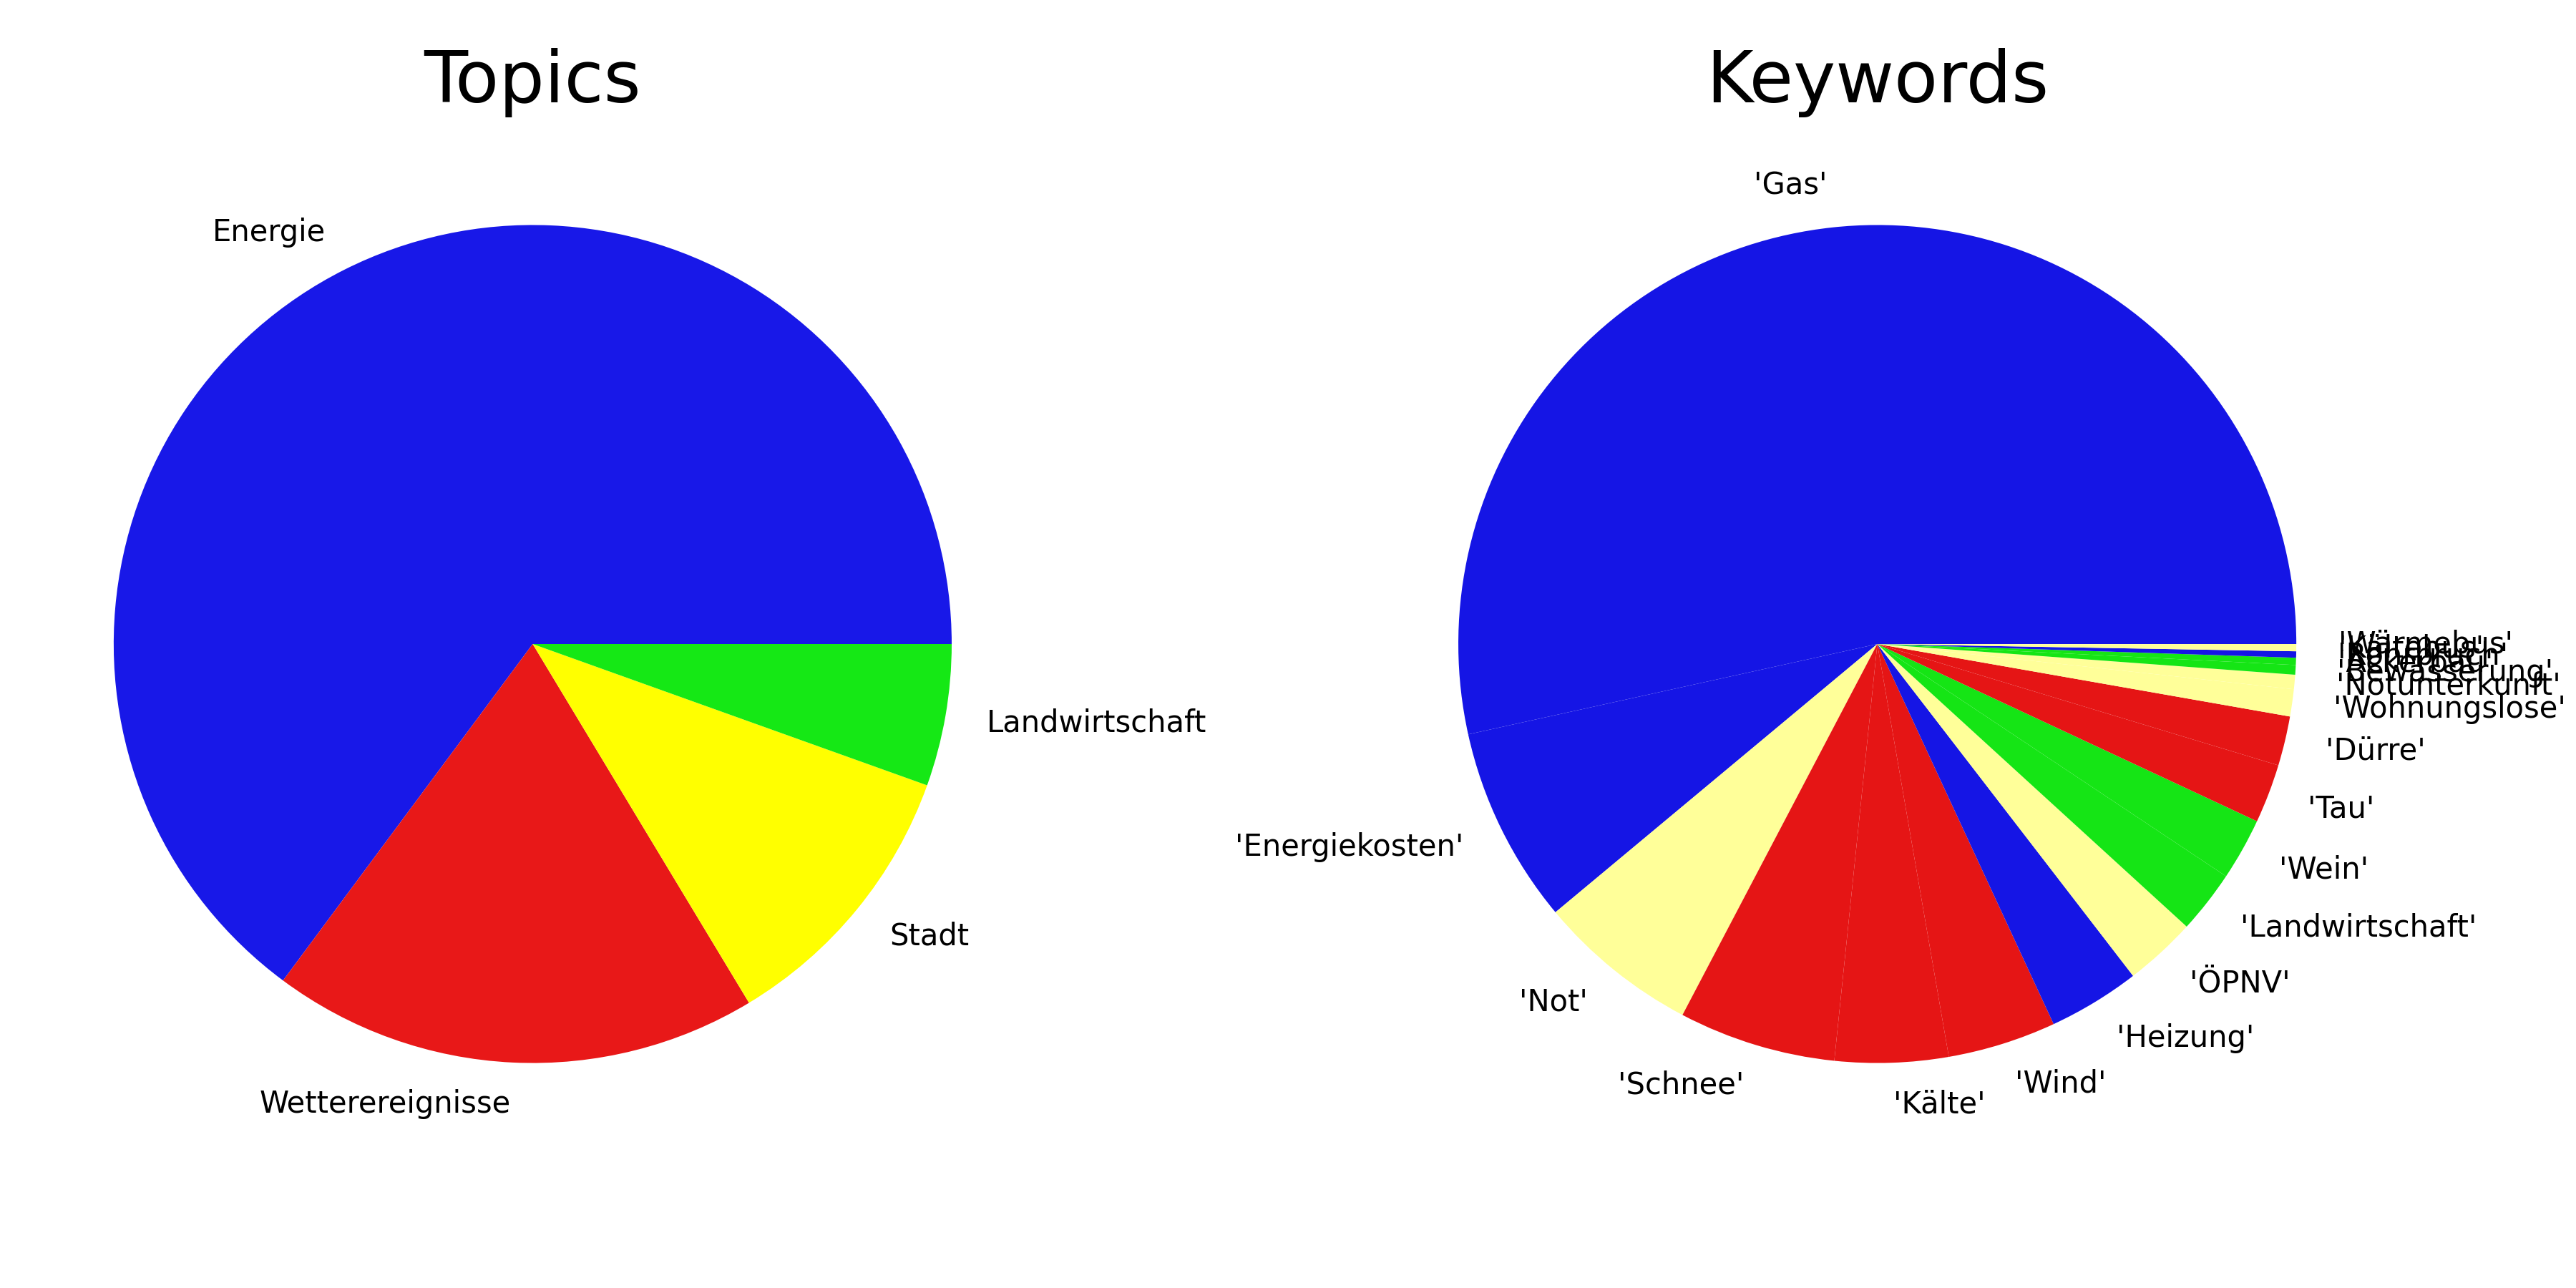 Topics
Keywords
'Gas'
Energie
'Wärmebus'
'Bewässerung'
'Notunterkunft'
'Wohnungslose'
Landwirtschaft
'Dürre'
'Tau'
'Energiekosten'
'Wein'
'Landwirtschaft'
Stadt
'ÖPNV'
'Not'
'Heizung'
'Schnee'
'Wind'
Wetterereignisse
'Kälte'